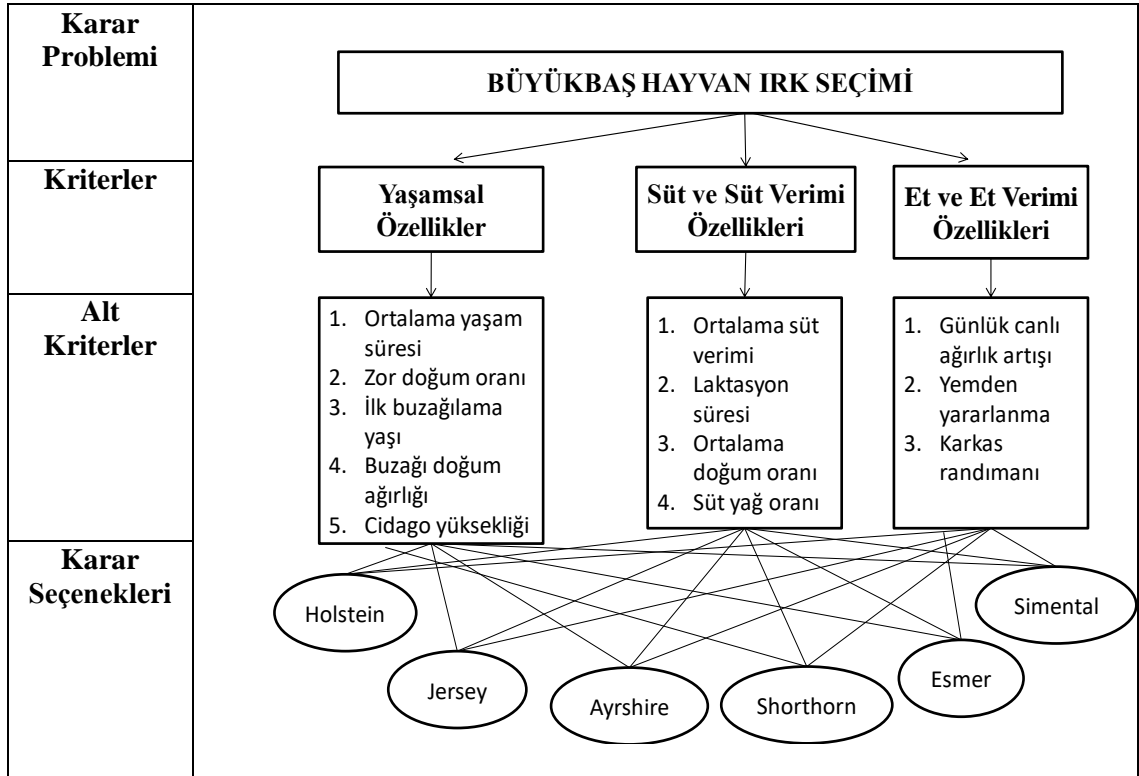 Karar
Problemi
BÜYÜKBAŞ HAYVAN IRK SEÇİMİ
Kriterler
Yaşamsal
Özellikler
Süt ve Süt Verimi
Özellikleri
Et ve Et Verimi
Özellikleri
Alt
Kriterler
1. Ortalama yaşam
süresi
2. Zor doğum oranı
3. İlk buzağılama
yaşı
4. Buzağı doğum
ağırlığı
5. Cidago yüksekliği
1. Ortalama süt
verimi
2. Laktasyon
süresi
3. Ortalama
doğum oranı
4. Süt yağ oranı
1. Günlük canlı
ağırlık artışı
2. Yemden
yararlanma
3. Karkas
randımanı
Karar
Seçenekleri
Holstein
Jersey
Ayrshire
Shorthorn
Esmer
Simental